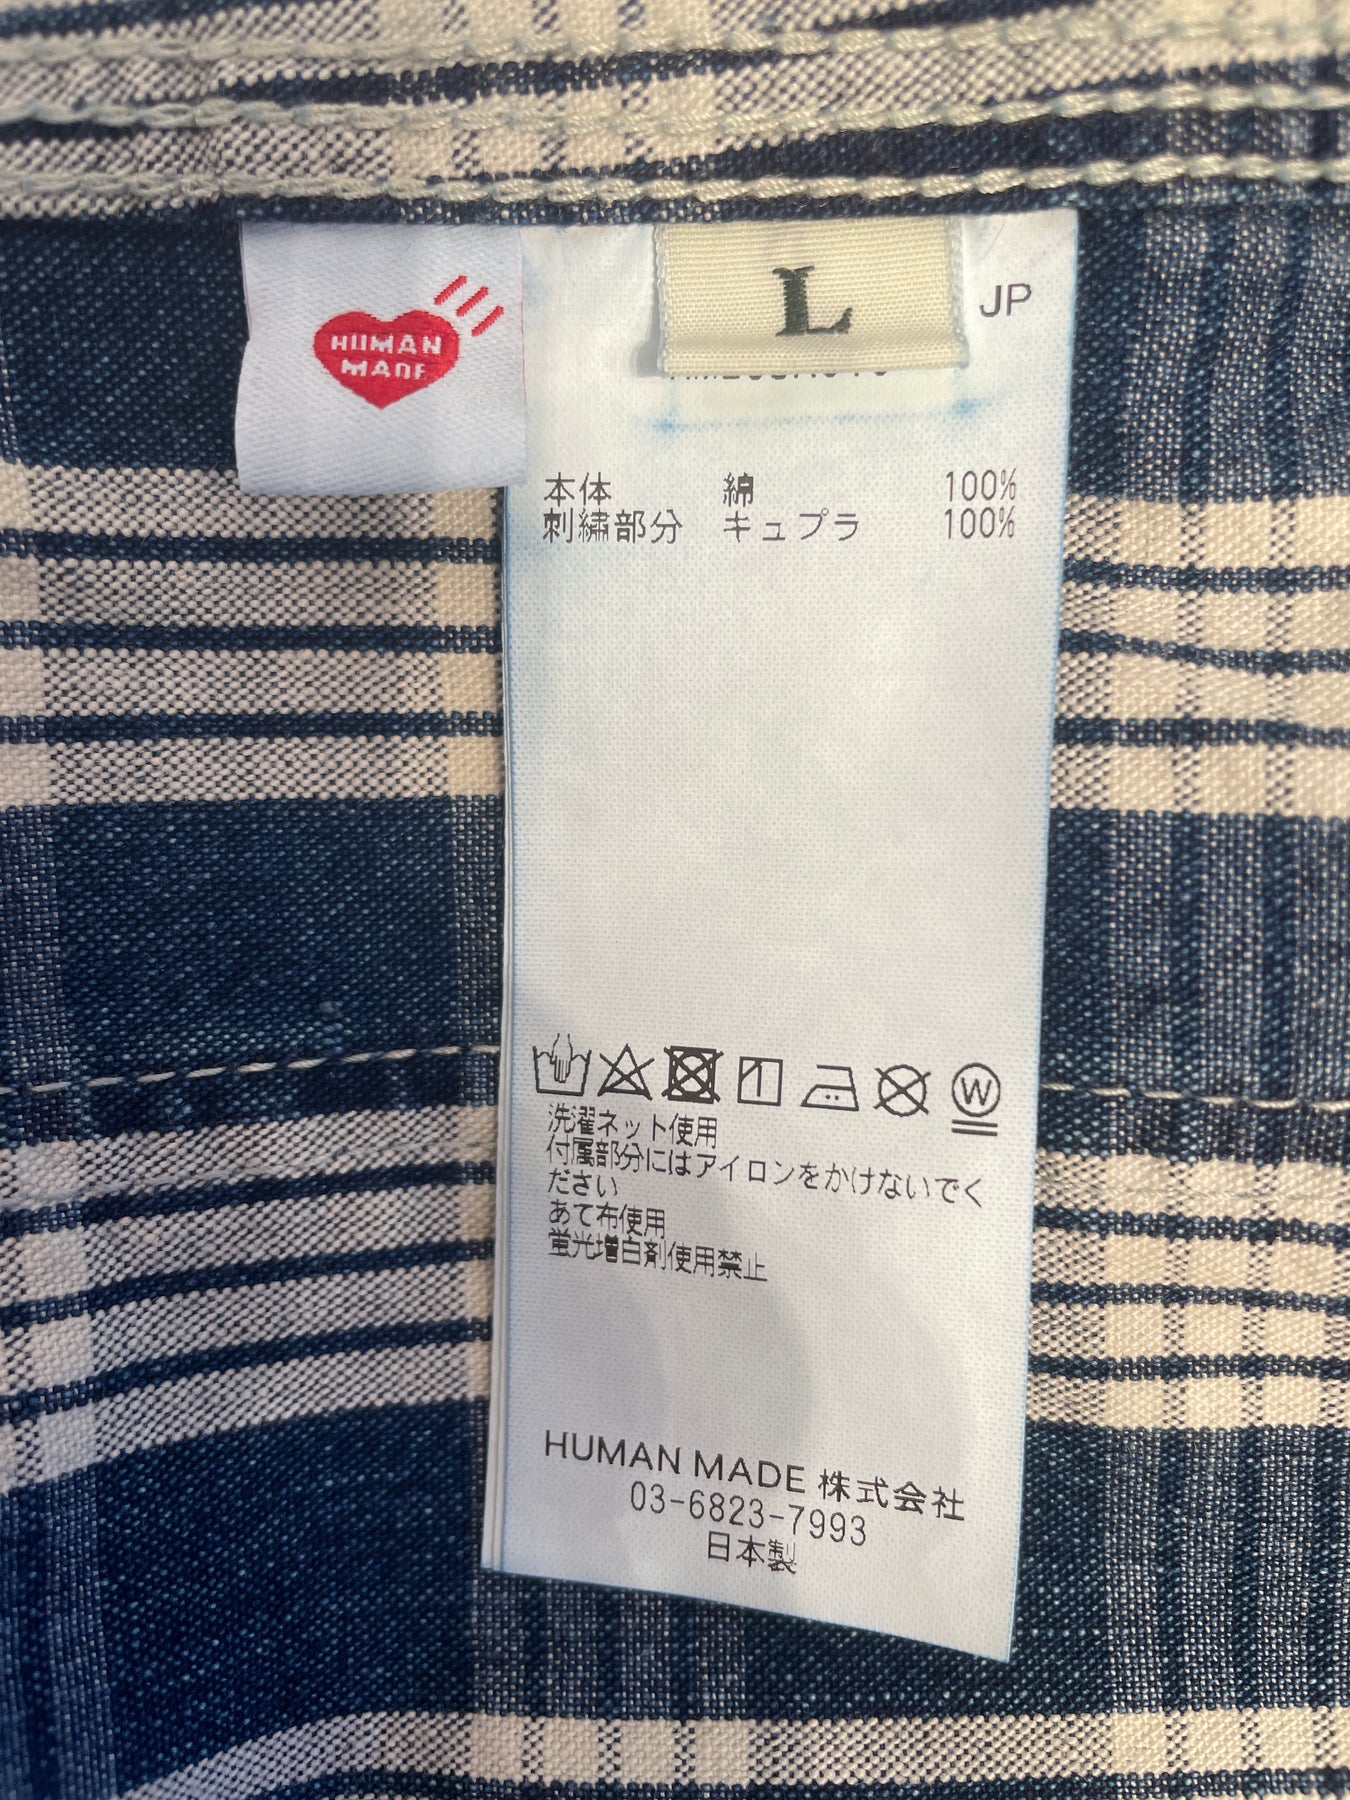 HUMAN
MADE
L
JP
本体 綿 100%
刺繍部分 キュプラ 100%
W
洗濯ネット使用
付属部分にはアイロンをかけないでく
ださい
あて布使用
蛍光増白剤使用禁止
HUMAN MADE 株式会社
03-6823-7993
日本製